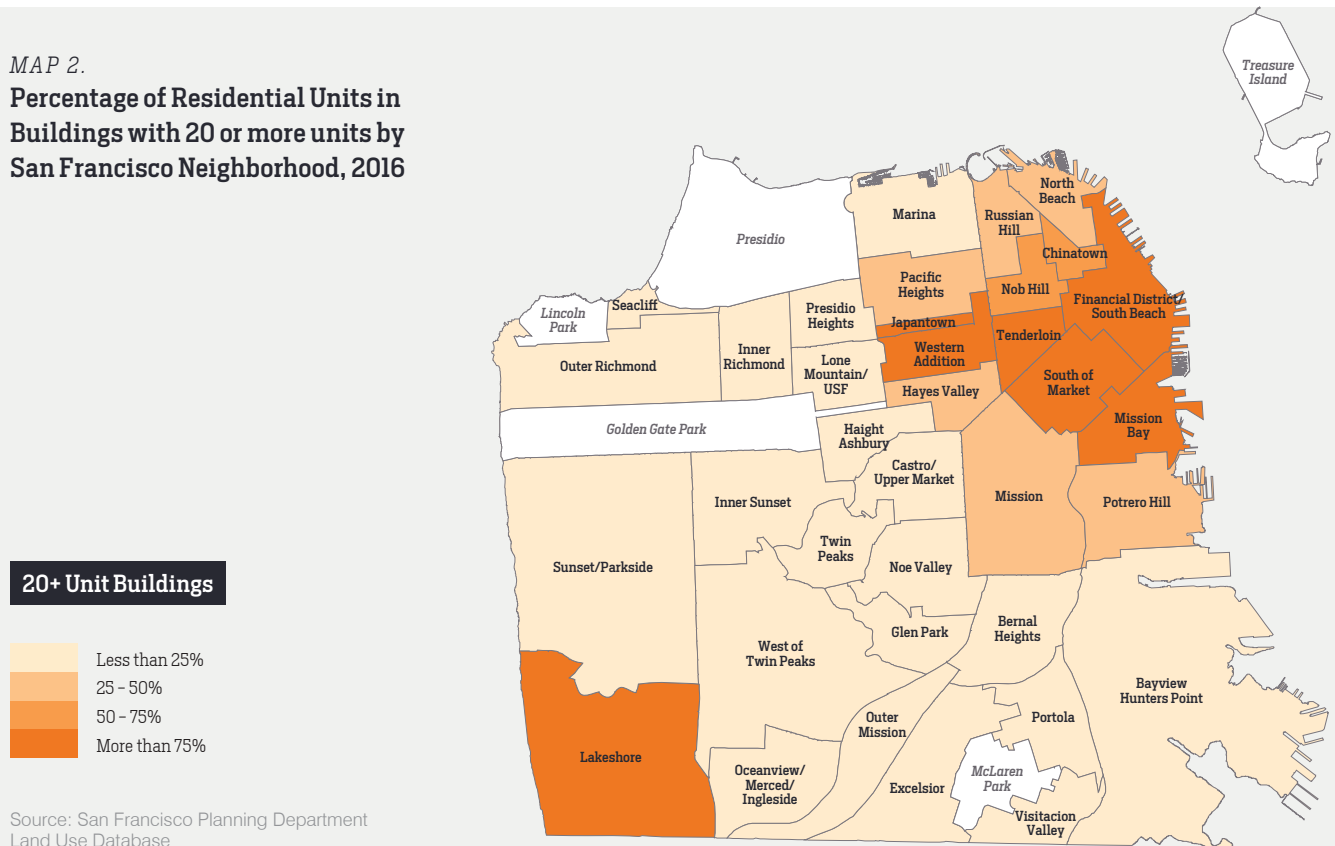 MAP 2.
Percentage of Residential Units in
Buildings with 20 or more units by
San Francisco Neighborhood, 2016
Treasure
Island
North
Beach
Marina
Russian
Hill
Presidio
Chinatown
Pacific
Heights
Nob Hill
Financial District/
South Beach
Seacliff
Lincoln
Park
Presidio
Heights
Japantown
Tenderloin
Western
Addition
Inner
Richmond
Outer Richmond
Lone
Mountain/
USF
South of
Market
Hayes Valley
Mission
Bay
Golden Gate Park
Haight
Ashbury
Castro/
Upper Market
Inner Sunset
Mission
Potrero Hill
Twin
Peaks
Sunset/Parkside
Noe Valley
Glen Park
Bernal
Heights
West of
Twin Peaks
Bayview
Hunters Point
Outer
Mission
Portola
Lakeshore
Oceanview/
Merced/
Ingleside
Excelsior
McLaren
Park
Visitacion
Valley
20+ Unit Buildings
Less than 25%
25 – 50%
50 – 75%
More than 75%
Source: San Francisco Planning Department
Land Use Database